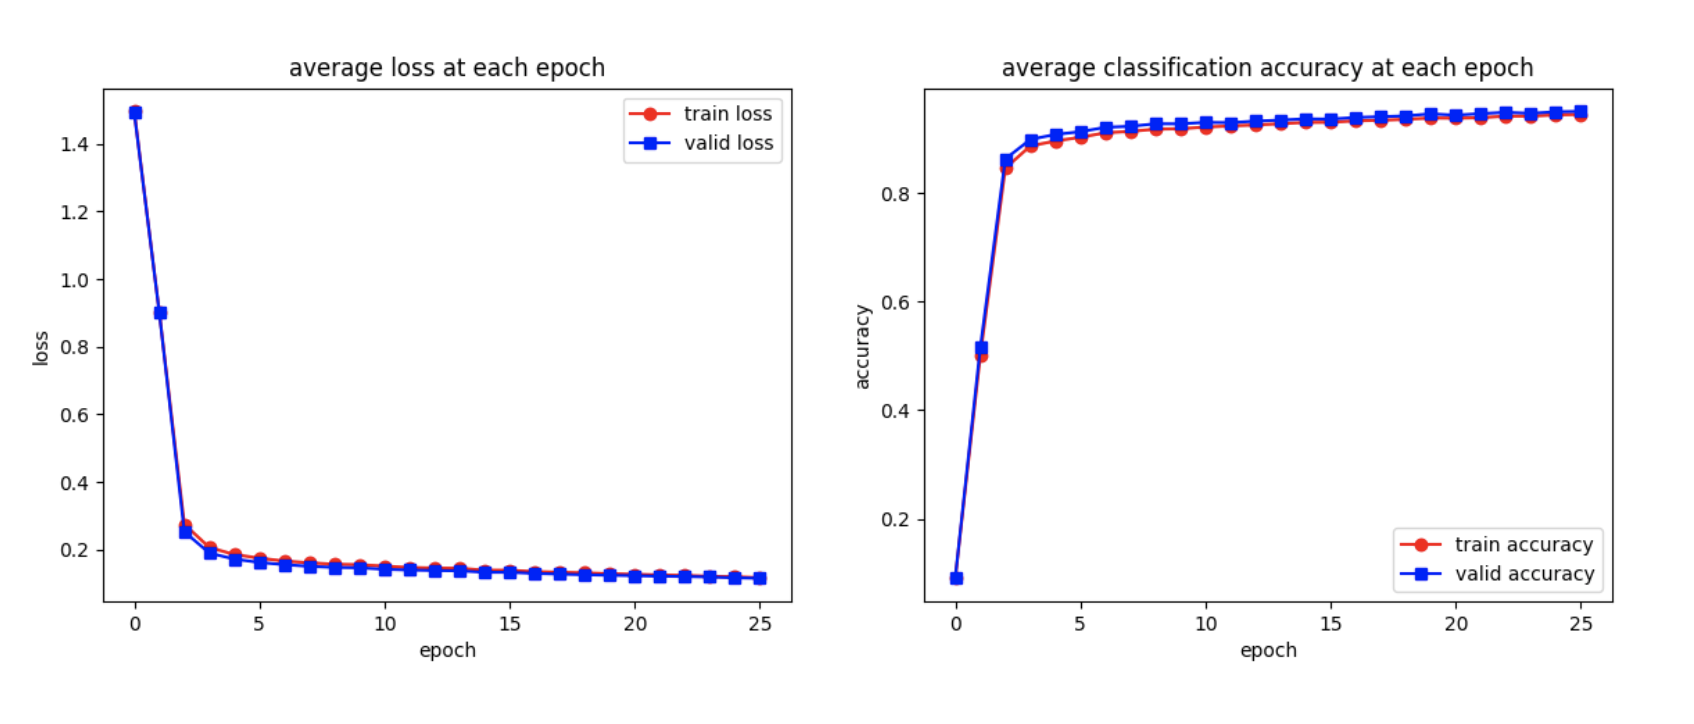 average loss at each epoch
train loss
valid loss
1.4
1.2
1.0
0.8
0.6
0.4
0.2
loss
0 5 10 15 20 25
epoch
average classification accuracy at each epoch
0.8
0.6
0.4
0.2
accuracy
train accuracy
valid accuracy
0 5 10 15 20 25
epoch